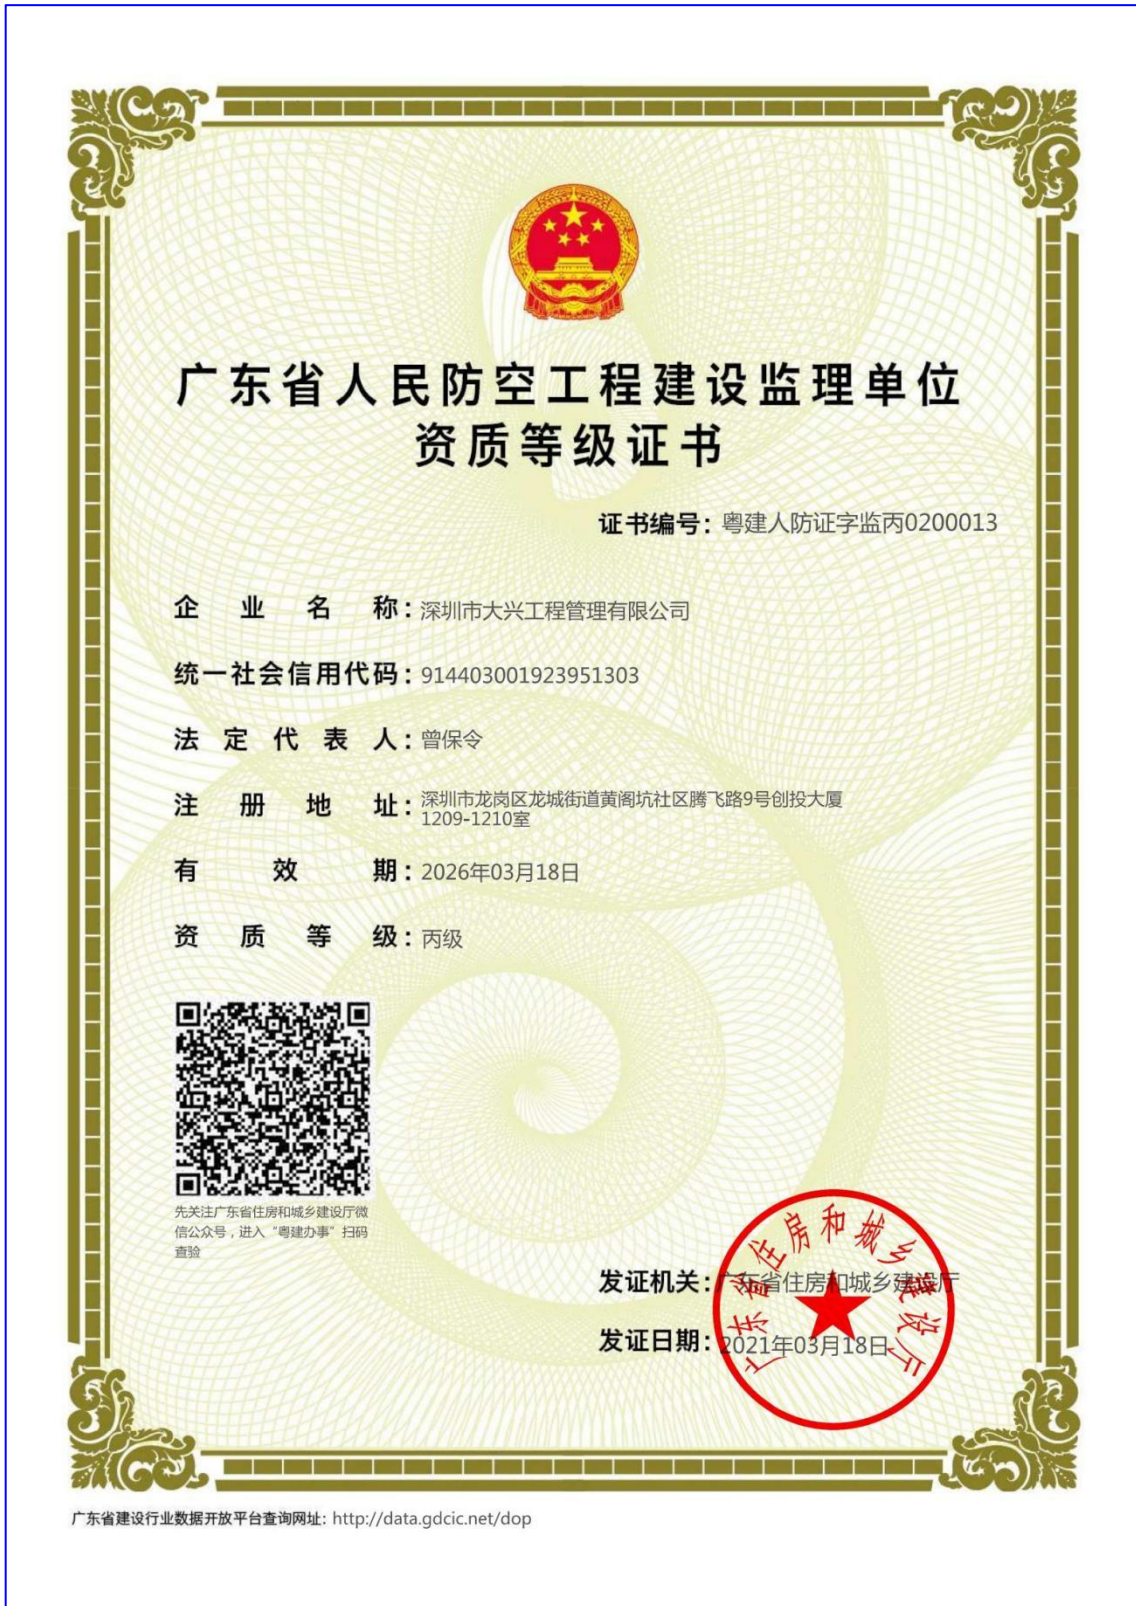 广东省人民防空工程建设监理单位
资质等级证书
证书编号：粤建人防证字监丙0200013
企业名称：深圳市大兴工程管理有限公司
统一社会信用代码：914403001923951303
法定代表人：曾保令
注册地址：深圳市龙岗区龙城街道黄阁坑社区腾飞路9号创投大厦
1209-1210室
有效期：2026年03月18日
资质等级：丙级
先关注广东省住房和城乡建设厅微
信公众号，进入“粤建办事”扫码
查验
发证机关：广东省住房和城乡建设厅
发证日期：2021年03月18日
广东省住房和城乡建设厅
广东省建设行业数据开放平台查询网址：http://data.gdcic.net/dop